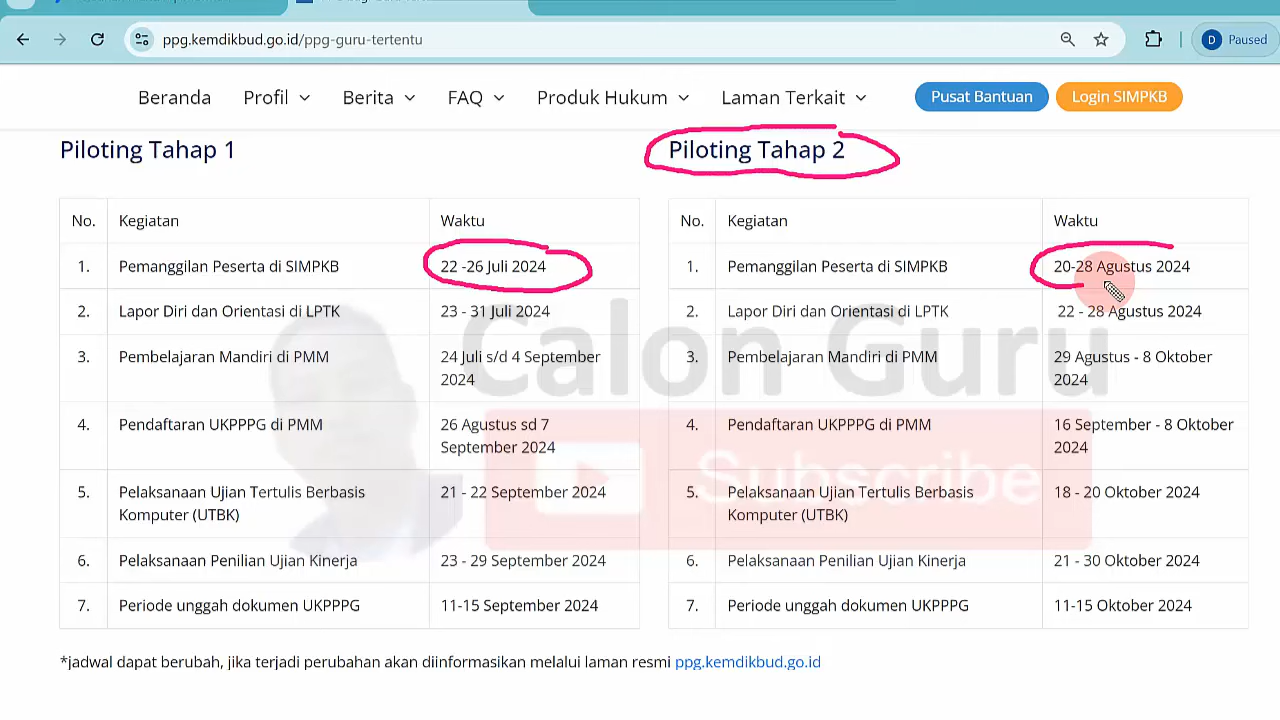 ppg.kemdikbud.go.id/ppg-guru-tertentu
D Paused
Beranda Profil Berita FAQ Produk Hukum Laman Terkait Pusat Bantuan Login SIMPKB
Piloting Tahap 1
No. Kegiatan Waktu
1. Pemanggilan Peserta di SIMPKB 22 -26 Juli 2024
2. Lapor Diri dan Orientasi di LPTK 23 - 31 Juli 2024
3. Pembelajaran Mandiri di PMM 24 Juli s/d 4 September
2024
4. Pendaftaran UKPPPG di PMM 26 Agustus sd 7
September 2024
5. Pelaksanaan Ujian Tertulis Berbasis 21 - 22 September 2024
Komputer (UTBK)
6. Pelaksanaan Penilian Ujian Kinerja 23 - 29 September 2024
7. Periode unggah dokumen UKPPPG 11-15 September 2024
Piloting Tahap 2
No. Kegiatan Waktu
1. Pemanggilan Peserta di SIMPKB 20-28 Agustus 2024
2. Lapor Diri dan Orientasi di LPTK 22 - 28 Agustus 2024
3. Pembelajaran Mandiri di PMM 29 Agustus - 8 Oktober
2024
4. Pendaftaran UKPPPG di PMM 16 September - 8 Oktober
2024
5. Pelaksanaan Ujian Tertulis Berbasis 18 - 20 Oktober 2024
Komputer (UTBK)
6. Pelaksanaan Penilian Ujian Kinerja 21 - 30 Oktober 2024
7. Periode unggah dokumen UKPPPG 11-15 Oktober 2024
Calon Guru
Subscribe
*jadwal dapat berubah, jika terjadi perubahan akan diinformasikan melalui laman resmi ppg.kemdikbud.go.id